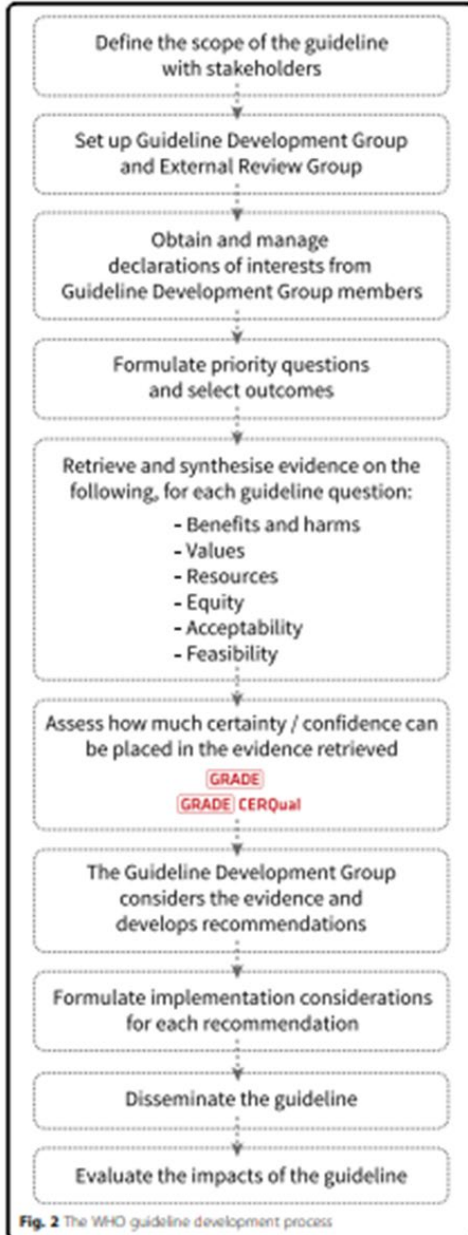 Define the scope of the guideline
with stakeholders
Set up Guideline Development Group
and External Review Group
Obtain and manage
declarations of interests from
Guideline Development Group members
Formulate priority questions
and select outcomes
Retrieve and synthesise evidence on the
following, for each guideline question:
- Benefits and harms
- Values
- Resources
- Equity
- Acceptability
- Feasibility
Assess how much certainty / confidence can
be placed in the evidence retrieved
GRADE
GRADE CERQual
The Guideline Development Group
considers the evidence and
develops recommendations
Formulate implementation considerations
for each recommendation
Disseminate the guideline
Evaluate the impacts of the guideline
Fig. 2 The WHO guideline development process